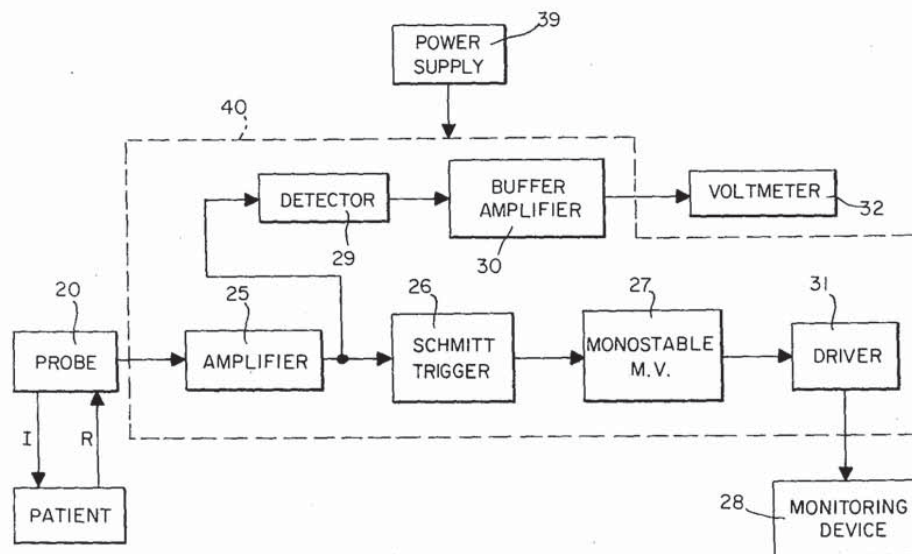 39
POWER
SUPPLY
40
DETECTOR
29
BUFFER
AMPLIFIER
30
VOLTMETER
32
20
PROBE
25
AMPLIFIER
26
SCHMITT
TRIGGER
27
MONOSTABLE
M.V.
31
DRIVER
I
R
PATIENT
28
MONITORING
DEVICE